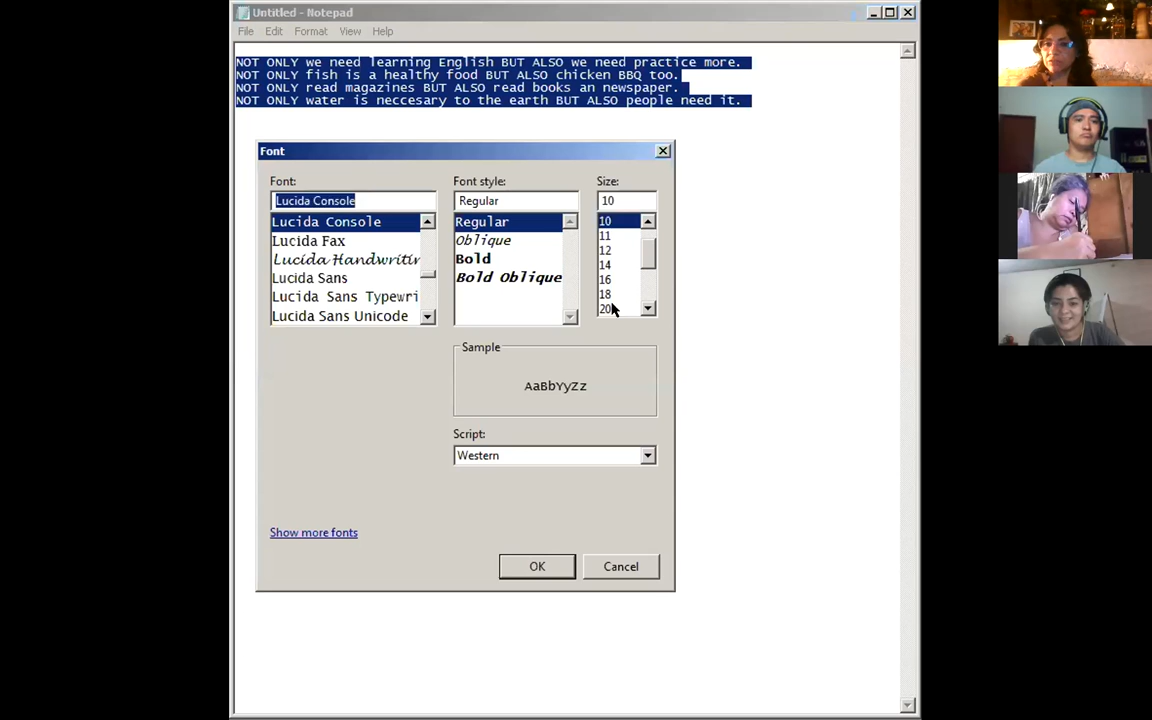 Untitled - Notepad
File Edit Format View Help
NOT ONLY we need learning English BUT ALSO we need practice more.
NOT ONLY fish is a healthy food BUT ALSO chicken BBQ too.
NOT ONLY read magazines BUT ALSO read books an newspaper.
NOT ONLY water is neccesary to the earth BUT ALSO people need it.
Font
Font: Font style: Size:
Lucida Console Regular 10
Lucida Console Regular 10
Lucida Fax Oblique 11
Lucida Handwritin Bold 12
Lucida Sans Bold Oblique 14
Lucida Sans Typewri 16
Lucida Sans Unicode 18
20
Sample
AaBbYyZz
Script:
Western
Show more fonts
OK Cancel